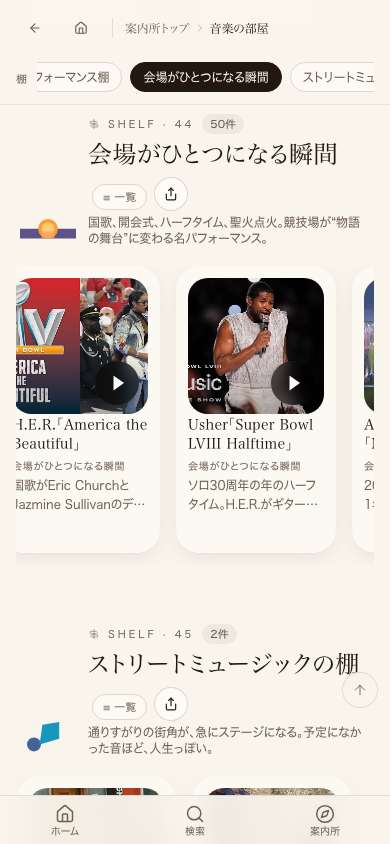 案内所トップ › 音楽の部屋
棚
フォーマンス棚
会場がひとつになる瞬間
ストリートミュ
SHELF · 44 50件
会場がひとつになる瞬間
一覧
国歌、開会式、ハーフタイム、聖火点火。競技場が“物語
の舞台”に変わる名パフォーマンス。
LV
BOWL
ERICA
THE
UTIFUL
usic
E SHOW
H.E.R.「America the
Beautiful」
会場がひとつになる瞬間
国歌がEric Churchと
Jazmine Sullivanのデ…
Usher「Super Bowl
LVIII Halftime」
会場がひとつになる瞬間
ソロ30周年の年のハーフ
タイム。H.E.R.がギター…
SHELF · 45 2件
ストリートミュージックの棚
一覧
通りすがりの街角が、急にステージになる。予定になか
った音ほど、人生っぽい。
ホーム
検索
案内所